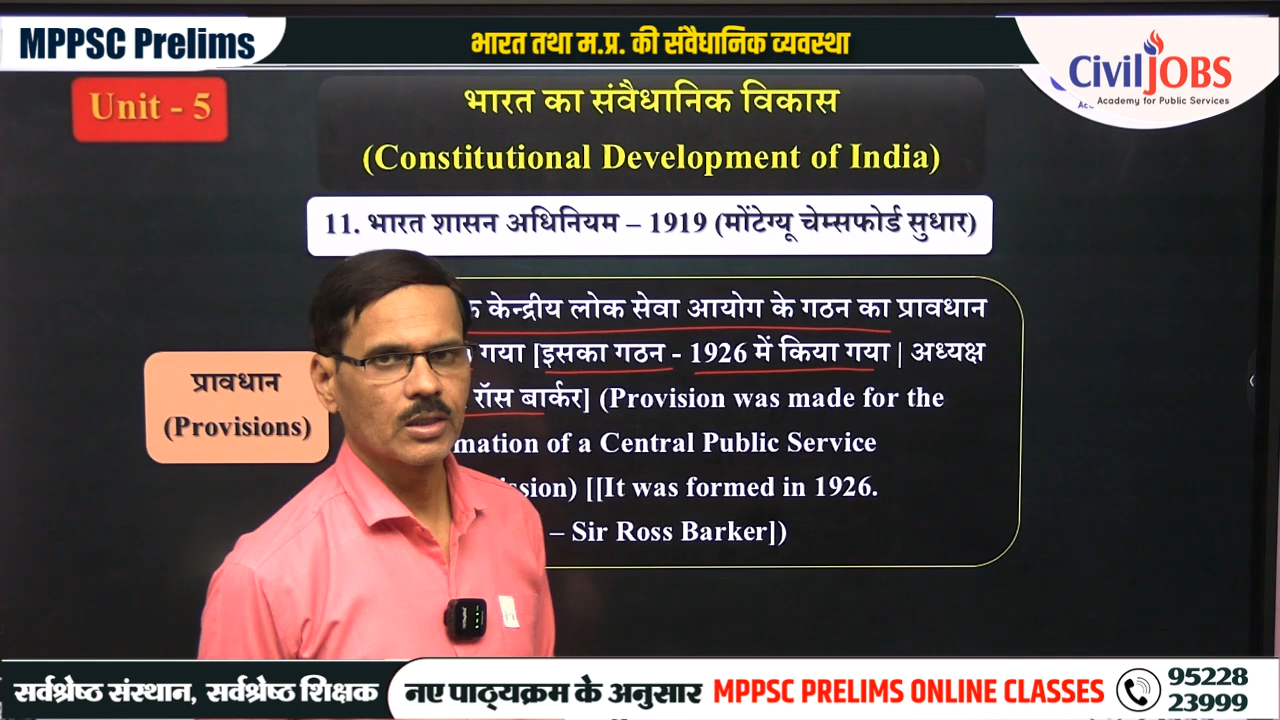 MPPSC Prelims
भारत तथा म.प्र. की संवैधानिक व्यवस्था
CivilJOBS
Academy for Public Services
Unit - 5
भारत का संवैधानिक विकास
(Constitutional Development of India)
11. भारत शासन अधिनियम – 1919 (मोंटेग्यू चेम्सफोर्ड सुधार)
प्रावधान
(Provisions)
केन्द्रीय लोक सेवा आयोग के गठन का प्रावधान
गया [इसका गठन - 1926 में किया गया | अध्यक्ष
रॉस बार्कर] (Provision was made for the
of a Central Public Service
[[It was formed in 1926.
– Sir Ross Barker])
सर्वश्रेष्ठ संस्थान, सर्वश्रेष्ठ शिक्षक
नए पाठ्यक्रम के अनुसार MPPSC PRELIMS ONLINE CLASSES
95228
23999